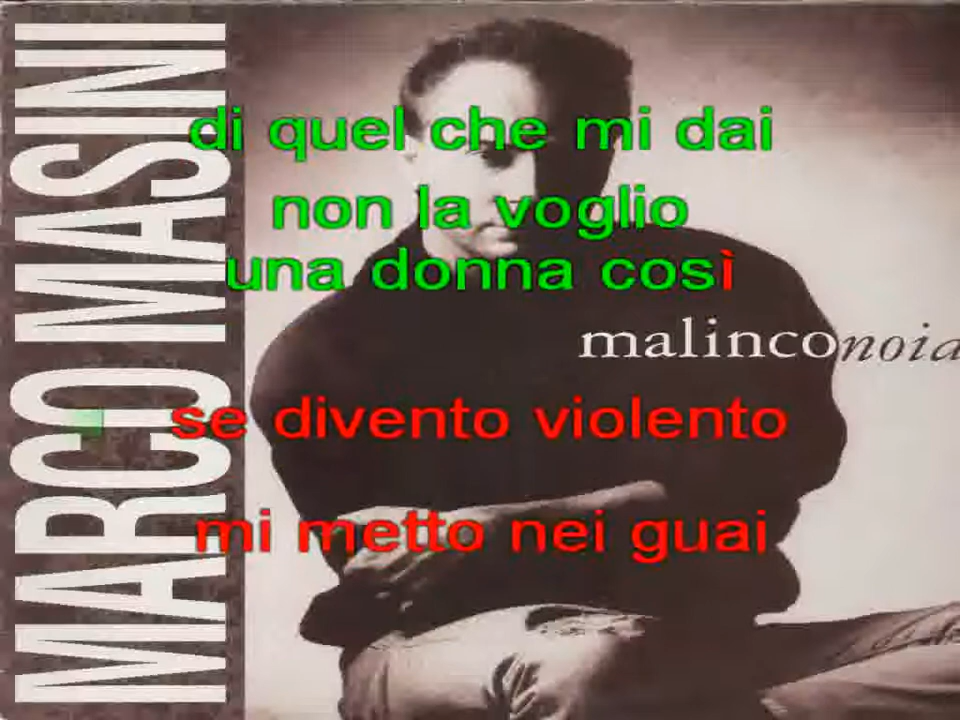 MARCO MASINI
di quel che mi dai
non la voglio
una donna così
malinconoia
se divento violento
mi metto nei guai